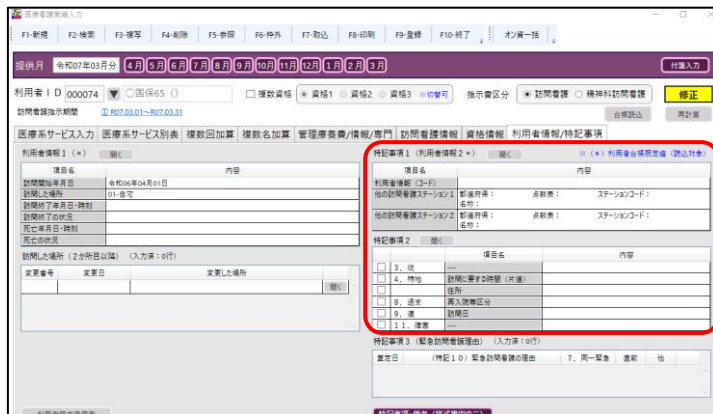 医療看護実績入力
F1-新規 F2-検索 F3-複写 F4-削除 F5-参照 F6-枠外 F7-取込 F8-印刷 F9-登録 F10-終了 オン資一括
提供月 令和07年03月分 4月 5月 6月 7月 8月 9月 10月 11月 12月 1月 2月 3月 付箋入力
利用者ID 000074 ▼ ○国保65 () 複数資格 資格1 資格2 資格3 ※切替可 指示書区分 訪問看護 精神科訪問看護 修正
訪問看護指示期間 ① R07.03.01~R07.03.31 台帳読込 再計算
医療系サービス入力 医療系サービス別表 複数回加算 複数名加算 管理療養費/情報/専門 訪問看護情報 資格情報 利用者情報/特記事項
利用者情報1 (*) 開く 特記事項1 (利用者情報2*) 開く ※ (*) 利用者台帳既定値 (読込対象)
項目名 内容 項目名 内容
訪問開始年月日 令和06年04月01日 利用者情報 (コード)
訪問した場所 01-自宅 他の訪問看護ステーション1 都道府県: 点数表: ステーションコード:
訪問終了年月日・時刻 名称:
訪問終了の状況 他の訪問看護ステーション2 都道府県: 点数表: ステーションコード:
死亡年月日・時刻 名称:
死亡の状況
特記事項2 開く
訪問した場所 (2か所目以降) (入力済:0行) 項目名 内容
変更番号 変更日 変更した場所 3. 従 ---
開く 4. 特地 訪問に要する時間 (片道)
住所
8. 退支 再入院等区分
9. 連 訪問日
11. 障害 ---
特記事項3 (緊急訪問看護理由) (入力済:0行)
算定日 (特記10) 緊急訪問看護の理由 7. 同一緊急 直前 他